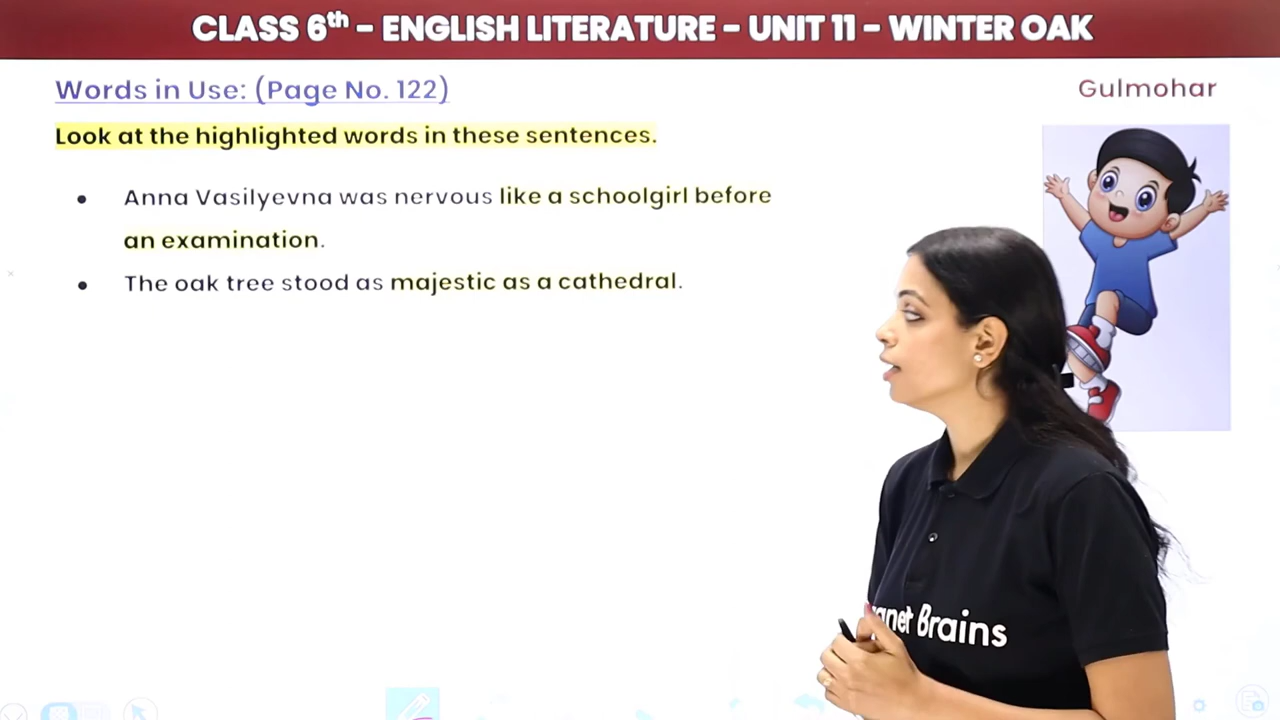 CLASS 6th - ENGLISH LITERATURE - UNIT 11 - WINTER OAK
Words in Use: (Page No. 122)
Gulmohar
Look at the highlighted words in these sentences.
• Anna Vasilyevna was nervous like a schoolgirl before
an examination.
• The oak tree stood as majestic as a cathedral.
Brains